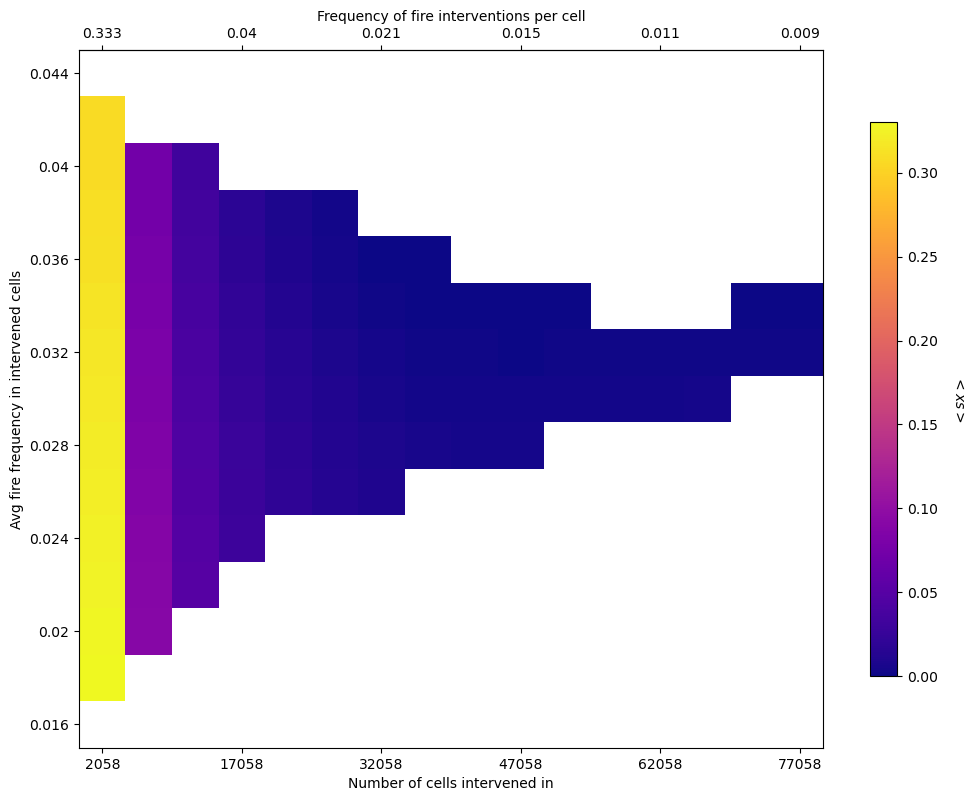 Frequency of fire interventions per cell
0.333 0.04 0.021 0.015 0.011 0.009
0.044
0.04
0.036
0.032
0.028
0.024
0.02
0.016
Avg fire frequency in intervened cells
2058 17058 32058 47058 62058 77058
Number of cells intervened in
0.30
0.25
0.20
0.15
0.10
0.05
0.00
< sx >